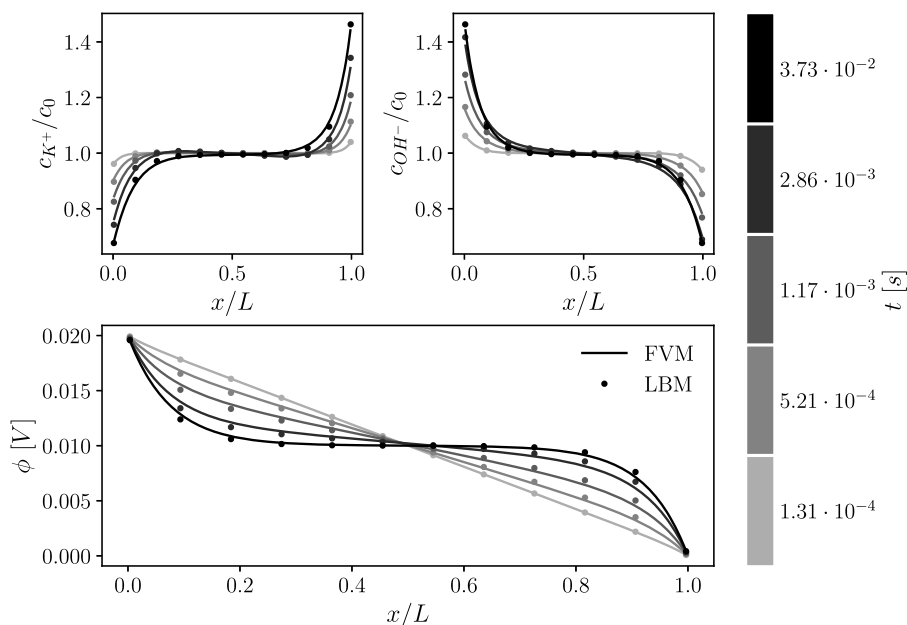 1.4
1.2
1.0
0.8
c_{K^+}/c_0
0.0 0.5 1.0
x/L
1.4
1.2
1.0
0.8
c_{OH^-}/c_0
0.0 0.5 1.0
x/L
0.020
0.015
0.010
0.005
0.000
ϕ [V]
FVM
LBM
0.0 0.2 0.4 0.6 0.8 1.0
x/L
3.73 · 10^{−2}
2.86 · 10^{−3}
1.17 · 10^{−3}
5.21 · 10^{−4}
1.31 · 10^{−4}
t [s]